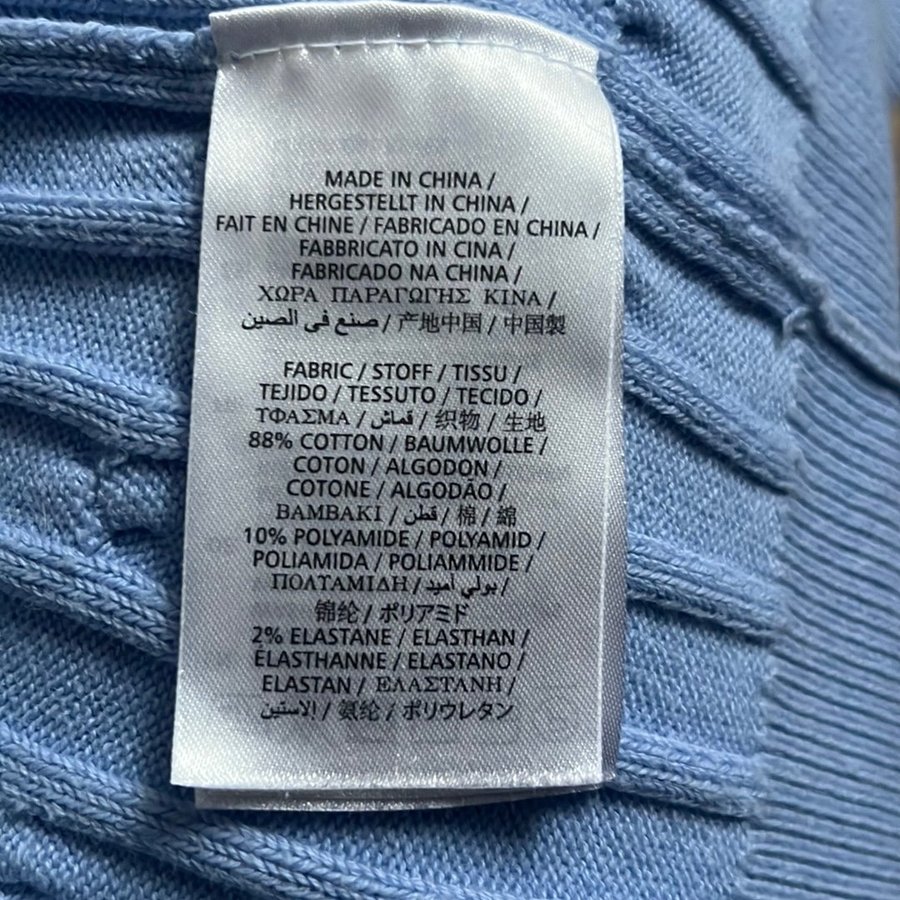 MADE IN CHINA /
HERGESTELLT IN CHINA /
FAIT EN CHINE / FABRICADO EN CHINA /
FABBRICATO IN CINA /
FABRICADO NA CHINA /
ΧΩΡΑ ΠΑΡΑΓΩΓΗΣ ΚΙΝΑ /
صنع في الصين / 产地中国 / 中国製
FABRIC / STOFF / TISSU /
TEJIDO / TESSUTO / TECIDO /
ΤΦΑΣΜΑ / قماش / 织物 / 生地
88% COTTON / BAUMWOLLE /
COTON / ALGODON /
COTONE / ALGODÃO /
ΒΑΜΒΑΚΙ / قطن / 棉 / 綿
10% POLYAMIDE / POLYAMID /
POLIAMIDA / POLIAMMIDE /
ΠΟΛΤΑΜΙΔΗ / بولي أميد /
锦纶 / ポリアミド
2% ELASTANE / ELASTHAN /
ÉLASTHANNE / ELASTANO /
ELASTAN / ΕΛΑΣΤΑΝΗ /
الاستين / 氨纶 / ポリウレタン